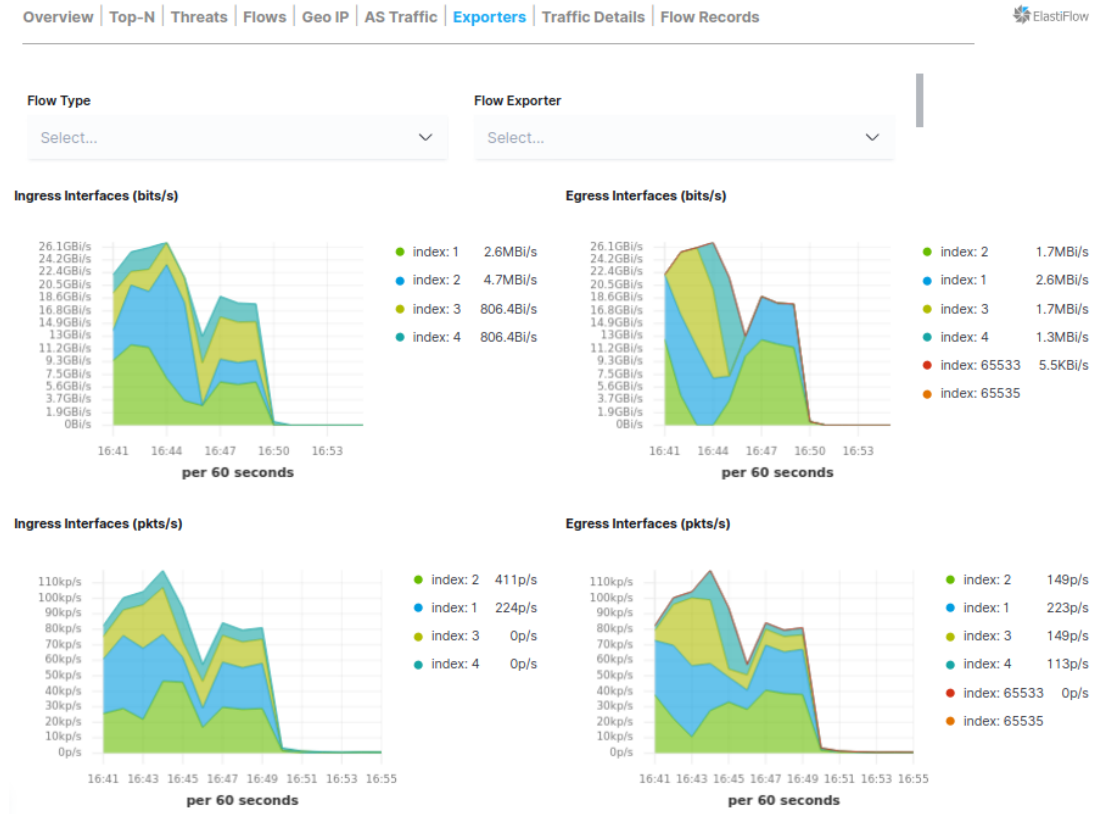 Overview | Top-N | Threats | Flows | Geo IP | AS Traffic | Exporters | Traffic Details | Flow Records
ElastiFlow
Flow Type
Select...
Flow Exporter
Select...
Ingress Interfaces (bits/s)
26.1GBi/s
24.2GBi/s
22.4GBi/s
20.5GBi/s
18.6GBi/s
16.8GBi/s
14.9GBi/s
13GBi/s
11.2GBi/s
9.3GBi/s
7.5GBi/s
5.6GBi/s
3.7GBi/s
1.9GBi/s
0Bi/s
16:41 16:44 16:47 16:50 16:53
per 60 seconds
index: 1 2.6MBi/s
index: 2 4.7MBi/s
index: 3 806.4Bi/s
index: 4 806.4Bi/s
Egress Interfaces (bits/s)
26.1GBi/s
24.2GBi/s
22.4GBi/s
20.5GBi/s
18.6GBi/s
16.8GBi/s
14.9GBi/s
13GBi/s
11.2GBi/s
9.3GBi/s
7.5GBi/s
5.6GBi/s
3.7GBi/s
1.9GBi/s
0Bi/s
16:41 16:44 16:47 16:50 16:53
per 60 seconds
index: 2 1.7MBi/s
index: 1 2.6MBi/s
index: 3 1.7MBi/s
index: 4 1.3MBi/s
index: 65533 5.5KBi/s
index: 65535
Ingress Interfaces (pkts/s)
110kp/s
100kp/s
90kp/s
80kp/s
70kp/s
60kp/s
50kp/s
40kp/s
30kp/s
20kp/s
10kp/s
0p/s
16:41 16:43 16:45 16:47 16:49 16:51 16:53 16:55
per 60 seconds
index: 2 411p/s
index: 1 224p/s
index: 3 0p/s
index: 4 0p/s
Egress Interfaces (pkts/s)
110kp/s
100kp/s
90kp/s
80kp/s
70kp/s
60kp/s
50kp/s
40kp/s
30kp/s
20kp/s
10kp/s
0p/s
16:41 16:43 16:45 16:47 16:49 16:51 16:53 16:55
per 60 seconds
index: 2 149p/s
index: 1 223p/s
index: 3 149p/s
index: 4 113p/s
index: 65533 0p/s
index: 65535